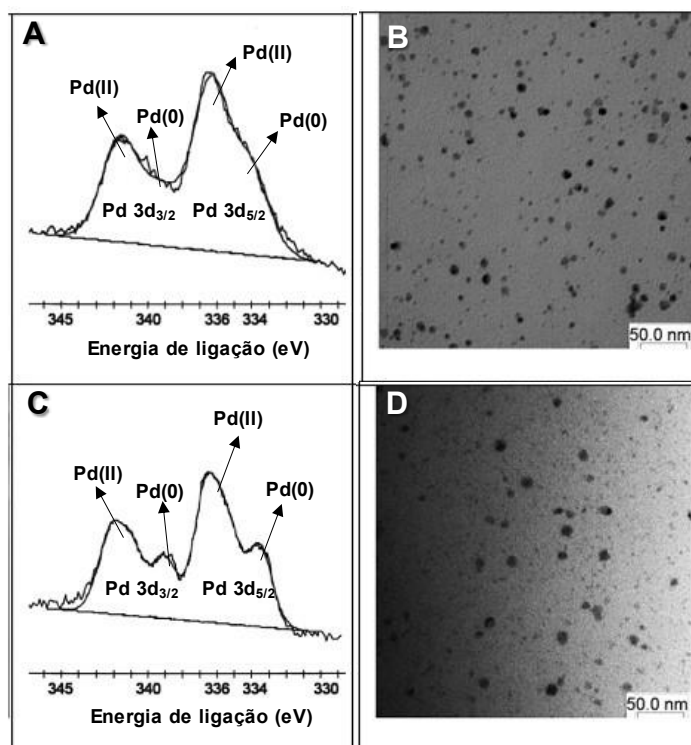 A
Pd(II)
Pd(II)
Pd(0)
Pd(0)
Pd 3d3/2 Pd 3d5/2
345 340 336 334 330
Energia de ligação (eV)
B
50.0 nm
C
Pd(II)
Pd(II)
Pd(0)
Pd(0)
Pd 3d3/2 Pd 3d5/2
345 340 336 334 330
Energia de ligação (eV)
D
50.0 nm